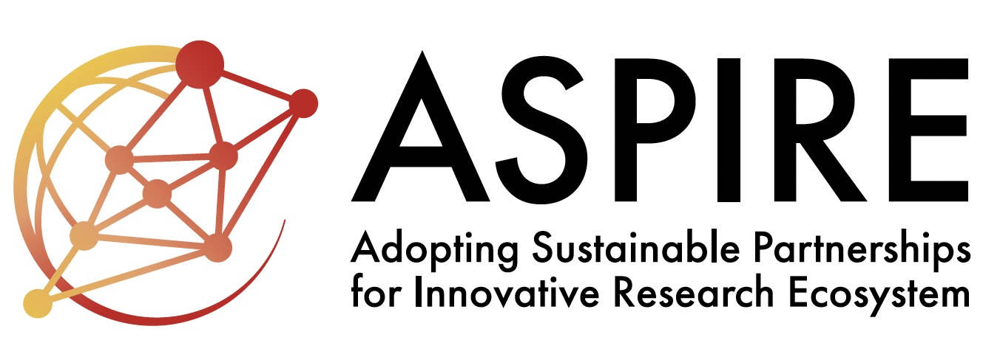 ASPIRE
Adopting Sustainable Partnerships
for Innovative Research Ecosystem